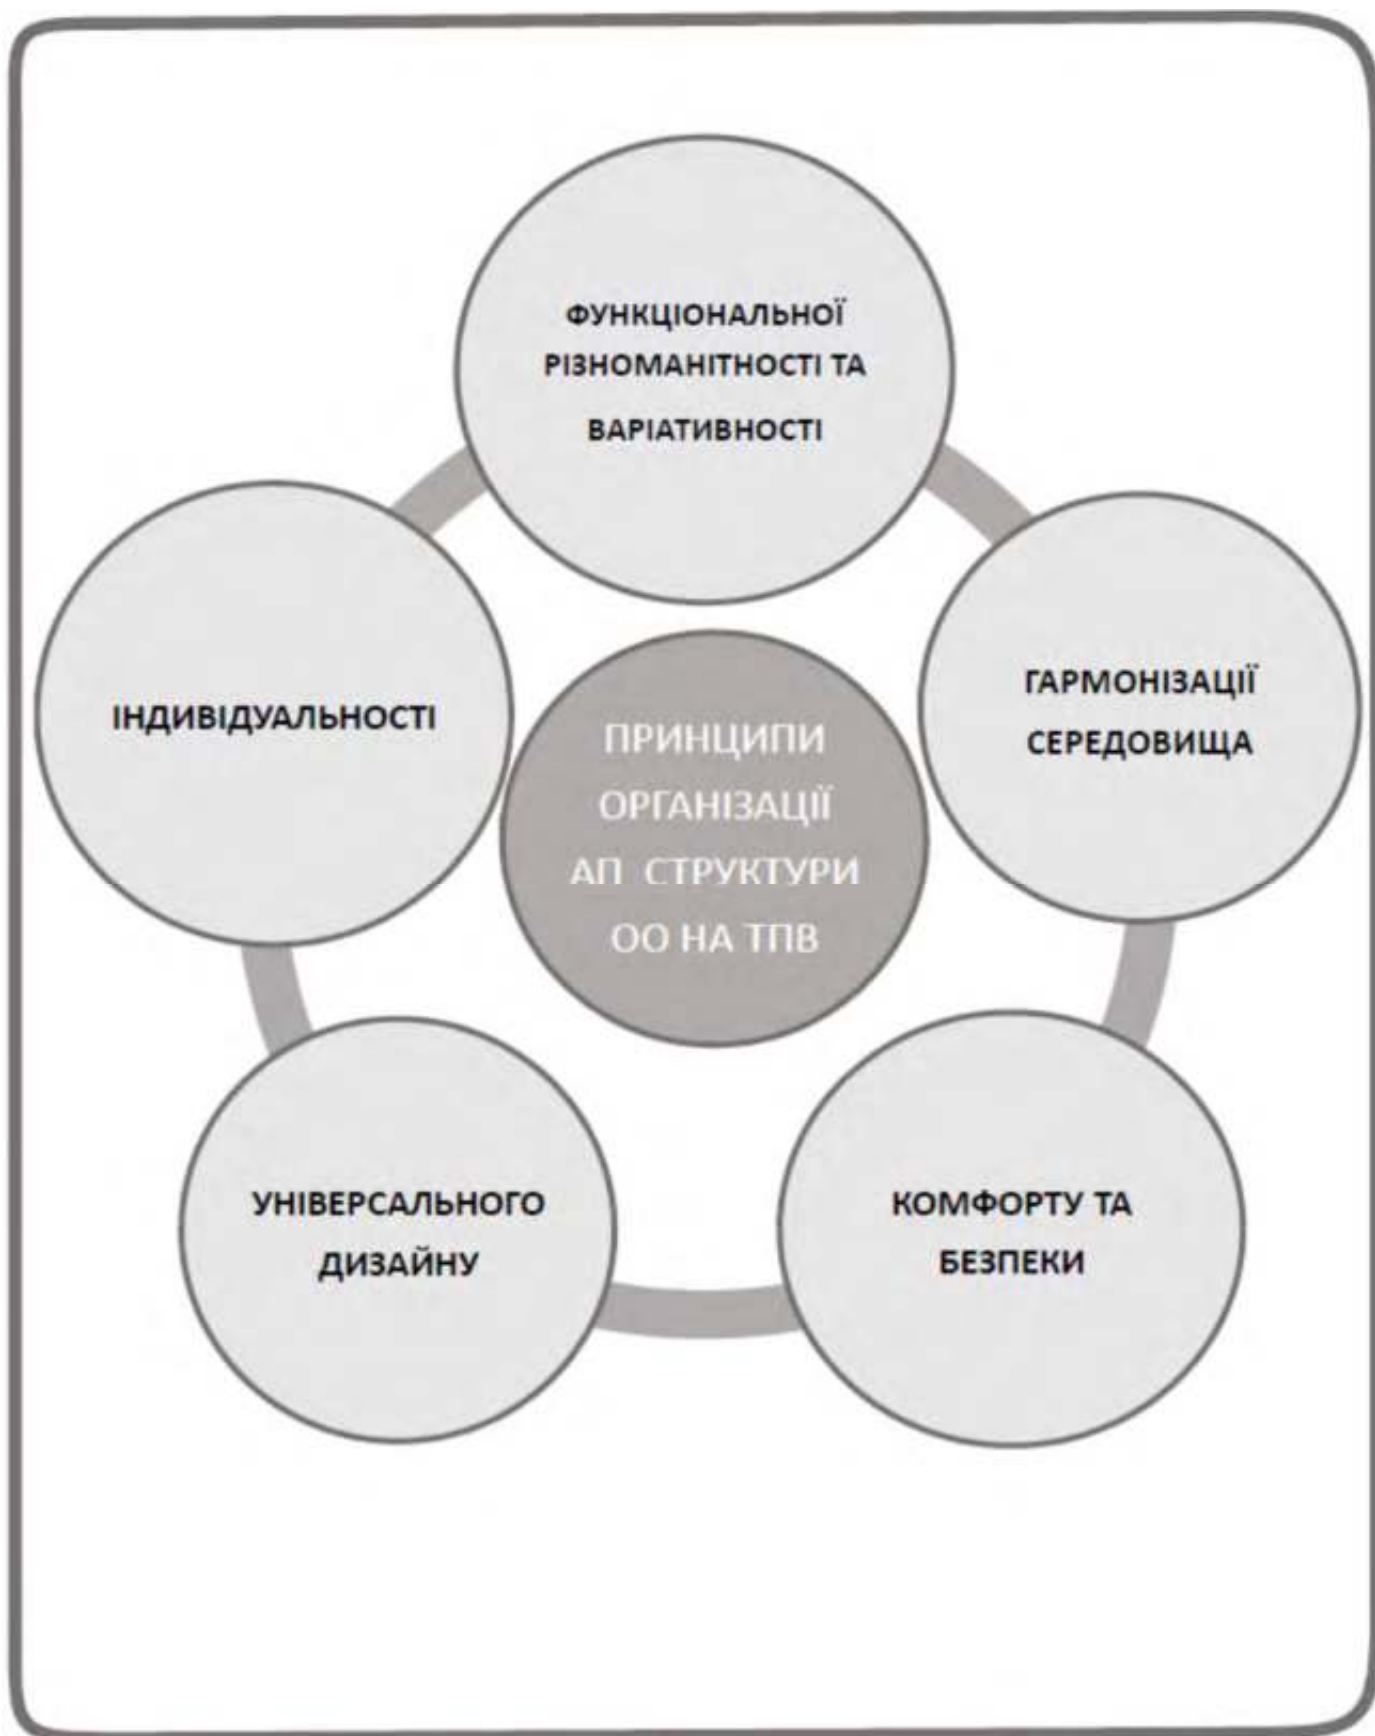 ФУНКЦІОНАЛЬНОЇ
РІЗНОМАНІТНОСТІ ТА
ВАРІАТИВНОСТІ
ІНДИВІДУАЛЬНОСТІ
ГАРМОНІЗАЦІЇ
СЕРЕДОВИЩА
ПРИНЦИПИ
ОРГАНІЗАЦІЇ
АП СТРУКТУРИ
ОО НА ТПВ
УНІВЕРСАЛЬНОГО
ДИЗАЙНУ
КОМФОРТУ ТА
БЕЗПЕКИ